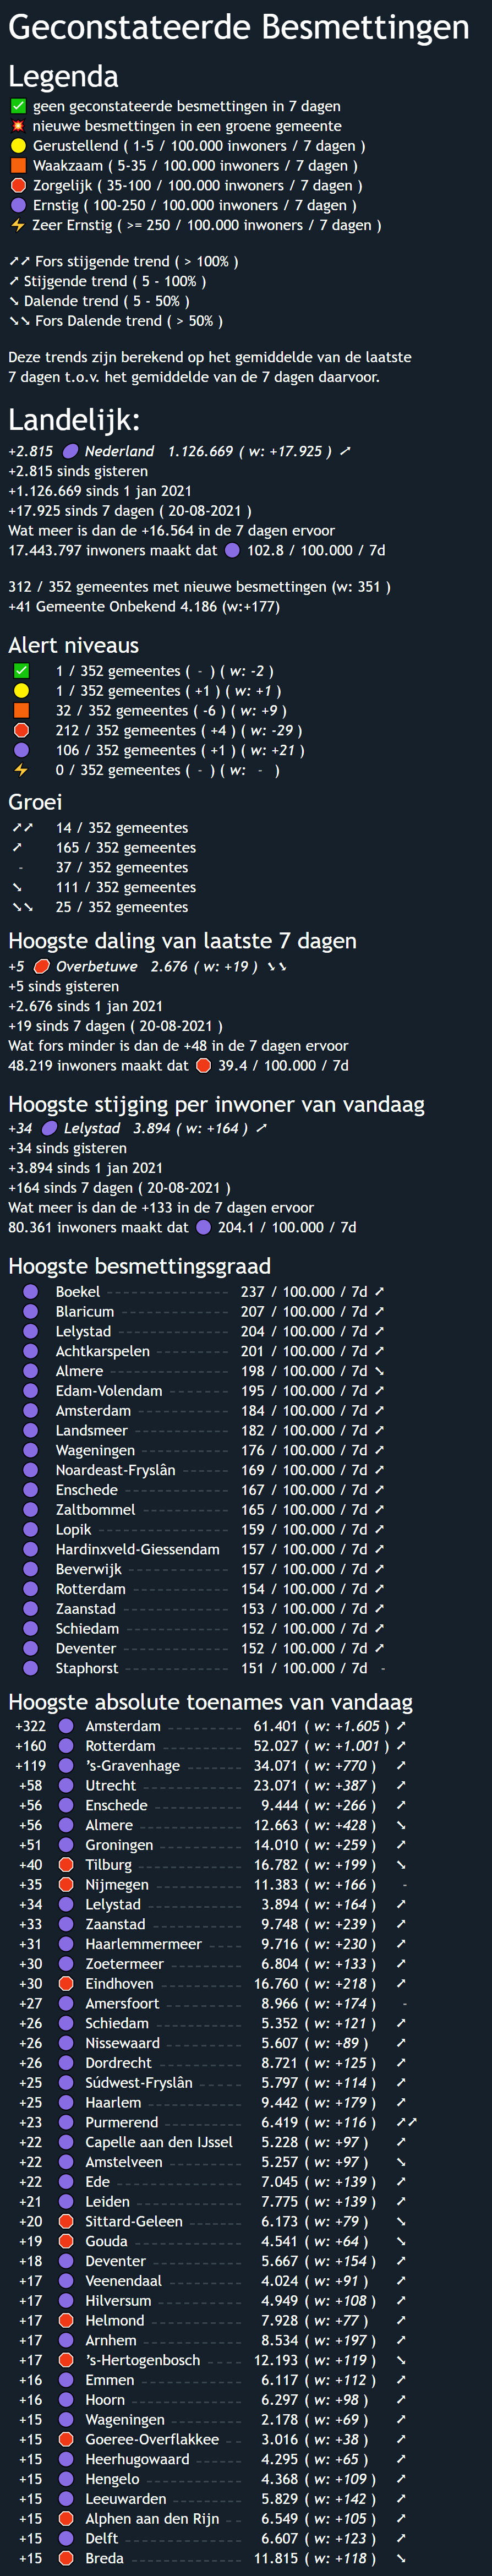 Geconstateerde Besmettingen
Legenda
✅ geen geconstateerde besmettingen in 7 dagen
💥 nieuwe besmettingen in een groene gemeente
🟡 Gerustellend ( 1-5 / 100.000 inwoners / 7 dagen )
🟧 Waakzaam ( 5-35 / 100.000 inwoners / 7 dagen )
🛑 Zorgelijk ( 35-100 / 100.000 inwoners / 7 dagen )
🟣 Ernstig ( 100-250 / 100.000 inwoners / 7 dagen )
⚡ Zeer Ernstig ( >= 250 / 100.000 inwoners / 7 dagen )
➚➚ Fors stijgende trend ( > 100% )
➚ Stijgende trend ( 5 - 100% )
➘ Dalende trend ( 5 - 50% )
➘➘ Fors Dalende trend ( > 50% )
Deze trends zijn berekend op het gemiddelde van de laatste
7 dagen t.o.v. het gemiddelde van de 7 dagen daarvoor.
Landelijk:
+2.815 🟣 Nederland 1.126.669 ( w: +17.925 ) ➚
+2.815 sinds gisteren
+1.126.669 sinds 1 jan 2021
+17.925 sinds 7 dagen ( 20-08-2021 )
Wat meer is dan de +16.564 in de 7 dagen ervoor
17.443.797 inwoners maakt dat 🟣 102.8 / 100.000 / 7d
312 / 352 gemeentes met nieuwe besmettingen (w: 351 )
+41 Gemeente Onbekend 4.186 (w:+177)
Alert niveaus
✅ 1 / 352 gemeentes ( - ) ( w: -2 )
🟡 1 / 352 gemeentes ( +1 ) ( w: +1 )
🟧 32 / 352 gemeentes ( -6 ) ( w: +9 )
🛑 212 / 352 gemeentes ( +4 ) ( w: -29 )
🟣 106 / 352 gemeentes ( +1 ) ( w: +21 )
⚡ 0 / 352 gemeentes ( - ) ( w: - )
Groei
➚➚ 14 / 352 gemeentes
➚ 165 / 352 gemeentes
- 37 / 352 gemeentes
➘ 111 / 352 gemeentes
➘➘ 25 / 352 gemeentes
Hoogste daling van laatste 7 dagen
+5 🛑 Overbetuwe 2.676 ( w: +19 ) ➘➘
+5 sinds gisteren
+2.676 sinds 1 jan 2021
+19 sinds 7 dagen ( 20-08-2021 )
Wat fors minder is dan de +48 in de 7 dagen ervoor
48.219 inwoners maakt dat 🛑 39.4 / 100.000 / 7d
Hoogste stijging per inwoner van vandaag
+34 🟣 Lelystad 3.894 ( w: +164 ) ➚
+34 sinds gisteren
+3.894 sinds 1 jan 2021
+164 sinds 7 dagen ( 20-08-2021 )
Wat meer is dan de +133 in de 7 dagen ervoor
80.361 inwoners maakt dat 🟣 204.1 / 100.000 / 7d
Hoogste besmettingsgraad
🟣 Boekel 237 / 100.000 / 7d ➚
🟣 Blaricum 207 / 100.000 / 7d ➚
🟣 Lelystad 204 / 100.000 / 7d ➚
🟣 Achtkarspelen 201 / 100.000 / 7d ➚
🟣 Almere 198 / 100.000 / 7d ➘
🟣 Edam-Volendam 195 / 100.000 / 7d ➚
🟣 Amsterdam 184 / 100.000 / 7d ➚
🟣 Landsmeer 182 / 100.000 / 7d ➚
🟣 Wageningen 176 / 100.000 / 7d ➚
🟣 Noardeast-Fryslân 169 / 100.000 / 7d ➚
🟣 Enschede 167 / 100.000 / 7d ➚
🟣 Zaltbommel 165 / 100.000 / 7d ➚
🟣 Lopik 159 / 100.000 / 7d ➚
🟣 Hardinxveld-Giessendam 157 / 100.000 / 7d ➚
🟣 Beverwijk 157 / 100.000 / 7d ➚
🟣 Rotterdam 154 / 100.000 / 7d ➚
🟣 Zaanstad 153 / 100.000 / 7d ➚
🟣 Schiedam 152 / 100.000 / 7d ➚
🟣 Deventer 152 / 100.000 / 7d ➚
🟣 Staphorst 151 / 100.000 / 7d -
Hoogste absolute toenames van vandaag
+322 🟣 Amsterdam 61.401 ( w: +1.605 ) ➚
+160 🟣 Rotterdam 52.027 ( w: +1.001 ) ➚
+119 🟣 's-Gravenhage 34.071 ( w: +770 ) ➚
+58 🟣 Utrecht 23.071 ( w: +387 ) ➚
+56 🟣 Enschede 9.444 ( w: +266 ) ➚
+56 🟣 Almere 12.663 ( w: +428 ) ➘
+51 🟣 Groningen 14.010 ( w: +259 ) ➚
+40 🛑 Tilburg 16.782 ( w: +199 ) ➘
+35 🛑 Nijmegen 11.383 ( w: +166 ) -
+34 🟣 Lelystad 3.894 ( w: +164 ) ➚
+33 🟣 Zaanstad 9.748 ( w: +239 ) ➚
+31 🟣 Haarlemmermeer 9.716 ( w: +230 ) ➚
+30 🟣 Zoetermeer 6.804 ( w: +133 ) ➚
+30 🛑 Eindhoven 16.760 ( w: +218 ) ➚
+27 🟣 Amersfoort 8.966 ( w: +174 ) -
+26 🟣 Schiedam 5.352 ( w: +121 ) ➚
+26 🟣 Nissewaard 5.607 ( w: +89 ) ➚
+26 🟣 Dordrecht 8.721 ( w: +125 ) ➚
+25 🟣 Súdwest-Fryslân 5.797 ( w: +114 ) ➚
+25 🟣 Haarlem 9.442 ( w: +179 ) ➚
+23 🟣 Purmerend 6.419 ( w: +116 ) ➚➚
+22 🟣 Capelle aan den IJssel 5.228 ( w: +97 ) ➚
+22 🟣 Amstelveen 5.257 ( w: +97 ) ➘
+22 🟣 Ede 7.045 ( w: +139 ) ➚
+21 🟣 Leiden 7.775 ( w: +139 ) ➚
+20 🛑 Sittard-Geleen 6.173 ( w: +79 ) ➘
+19 🛑 Gouda 4.541 ( w: +64 ) ➘
+18 🟣 Deventer 5.667 ( w: +154 ) ➚
+17 🟣 Veenendaal 4.024 ( w: +91 ) ➚
+17 🟣 Hilversum 4.949 ( w: +108 ) ➚
+17 🛑 Helmond 7.928 ( w: +77 ) ➚
+17 🟣 Arnhem 8.534 ( w: +197 ) ➚
+17 🛑 's-Hertogenbosch 12.193 ( w: +119 ) ➘
+16 🟣 Emmen 6.117 ( w: +112 ) ➚
+16 🟣 Hoorn 6.297 ( w: +98 ) ➚
+15 🟣 Wageningen 2.178 ( w: +69 ) ➚
+15 🛑 Goeree-Overflakkee 3.016 ( w: +38 ) ➚
+15 🟣 Heerhugowaard 4.295 ( w: +65 ) ➚
+15 🟣 Hengelo 4.368 ( w: +109 ) ➚
+15 🟣 Leeuwarden 5.829 ( w: +142 ) ➚
+15 🛑 Alphen aan den Rijn 6.549 ( w: +105 ) ➚
+15 🟣 Delft 6.607 ( w: +123 ) ➚
+15 🛑 Breda 11.815 ( w: +118 ) ➘